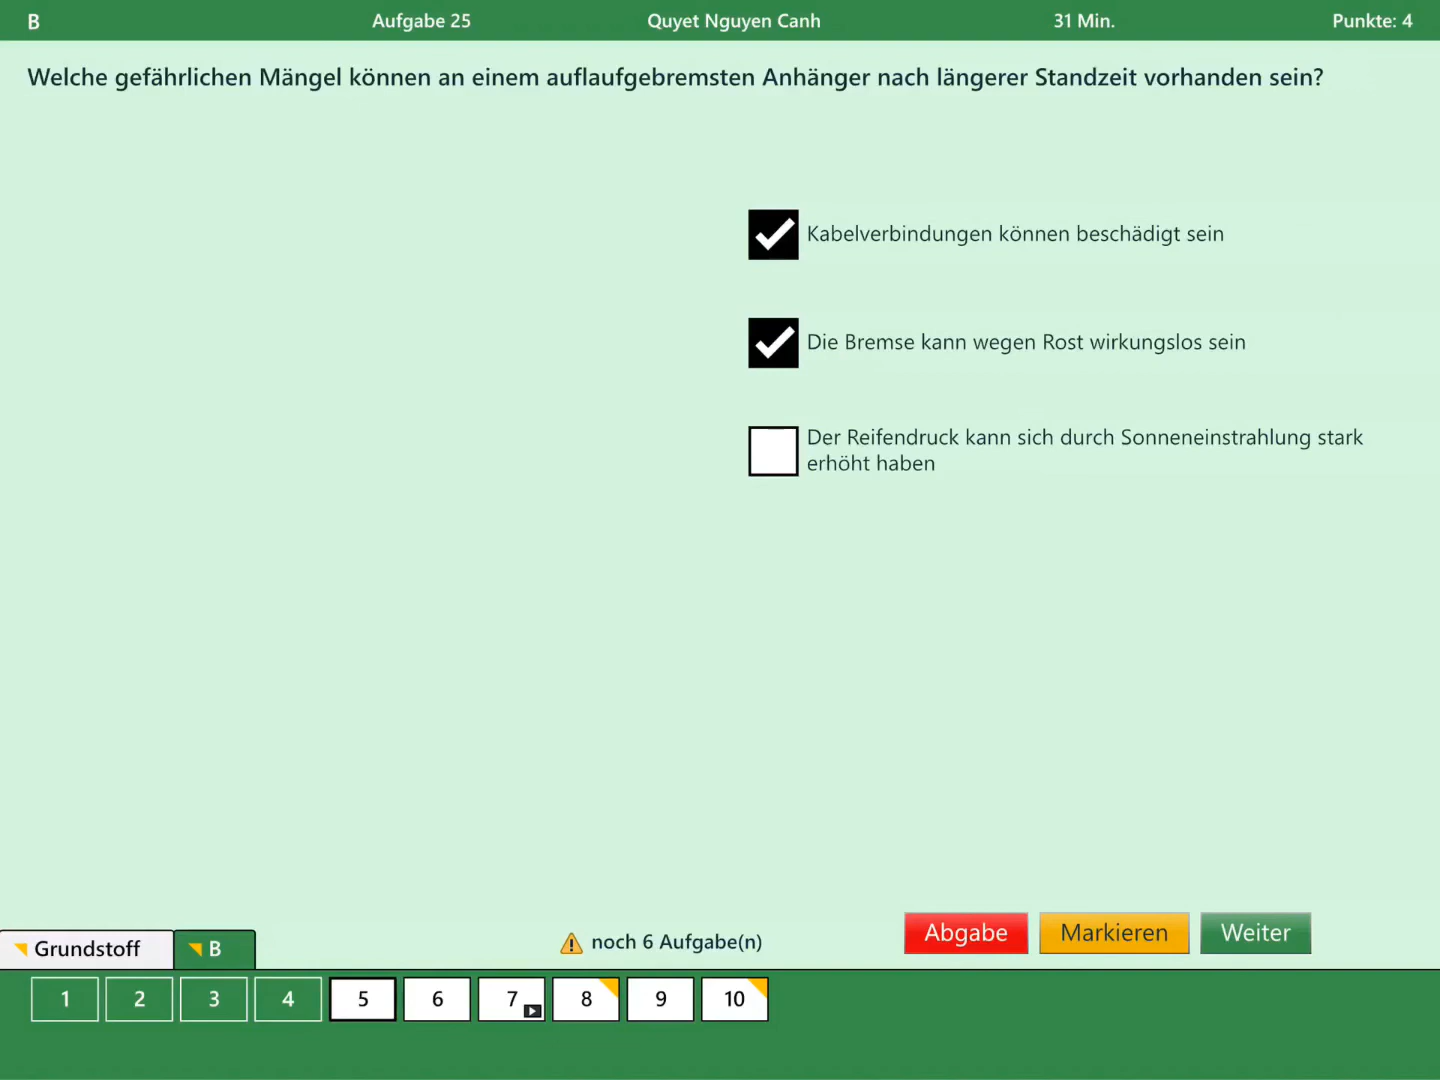 B
Aufgabe 25
Quyet Nguyen Canh
31 Min.
Punkte: 4
Welche gefährlichen Mängel können an einem auflaufgebremsten Anhänger nach längerer Standzeit vorhanden sein?
Kabelverbindungen können beschädigt sein
Die Bremse kann wegen Rost wirkungslos sein
Der Reifendruck kann sich durch Sonneneinstrahlung stark
erhöht haben
Grundstoff
B
noch 6 Aufgabe(n)
Abgabe
Markieren
Weiter
1
2
3
4
5
6
7
8
9
10